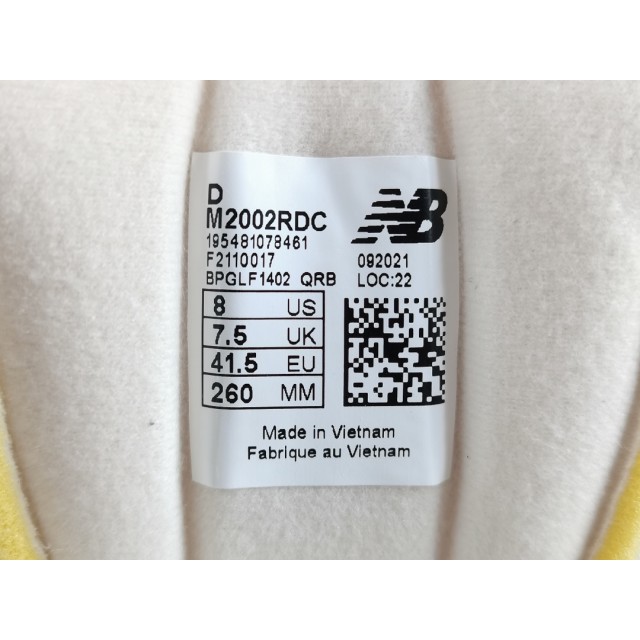 D
M2002RDC
195481078461
F2110017
BPGLF1402 QRB
NB
092021
LOC:22
8 US
7.5 UK
41.5 EU
260 MM
Made in Vietnam
Fabrique au Vietnam